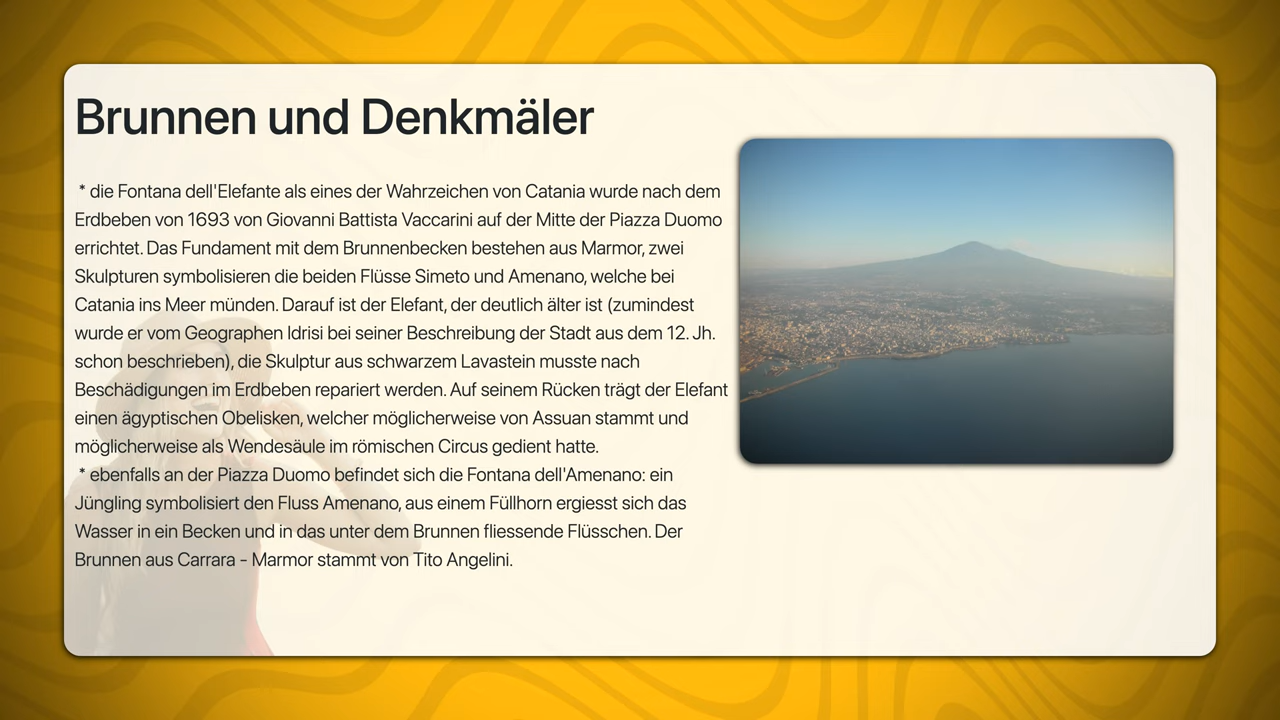 Brunnen und Denkmäler
* die Fontana dell'Elefante als eines der Wahrzeichen von Catania wurde nach dem
Erdbeben von 1693 von Giovanni Battista Vaccarini auf der Mitte der Piazza Duomo
errichtet. Das Fundament mit dem Brunnenbecken bestehen aus Marmor, zwei
Skulpturen symbolisieren die beiden Flüsse Simeto und Amenano, welche bei
Catania ins Meer münden. Darauf ist der Elefant, der deutlich älter ist (zumindest
wurde er vom Geographen Idrisi bei seiner Beschreibung der Stadt aus dem 12. Jh.
schon beschrieben), die Skulptur aus schwarzem Lavastein musste nach
Beschädigungen im Erdbeben repariert werden. Auf seinem Rücken trägt der Elefant
einen ägyptischen Obelisken, welcher möglicherweise von Assuan stammt und
möglicherweise als Wendesäule im römischen Circus gedient hatte.
* ebenfalls an der Piazza Duomo befindet sich die Fontana dell'Amenano: ein
Jüngling symbolisiert den Fluss Amenano, aus einem Füllhorn ergiesst sich das
Wasser in ein Becken und in das unter dem Brunnen fliessende Flüsschen. Der
Brunnen aus Carrara - Marmor stammt von Tito Angelini.